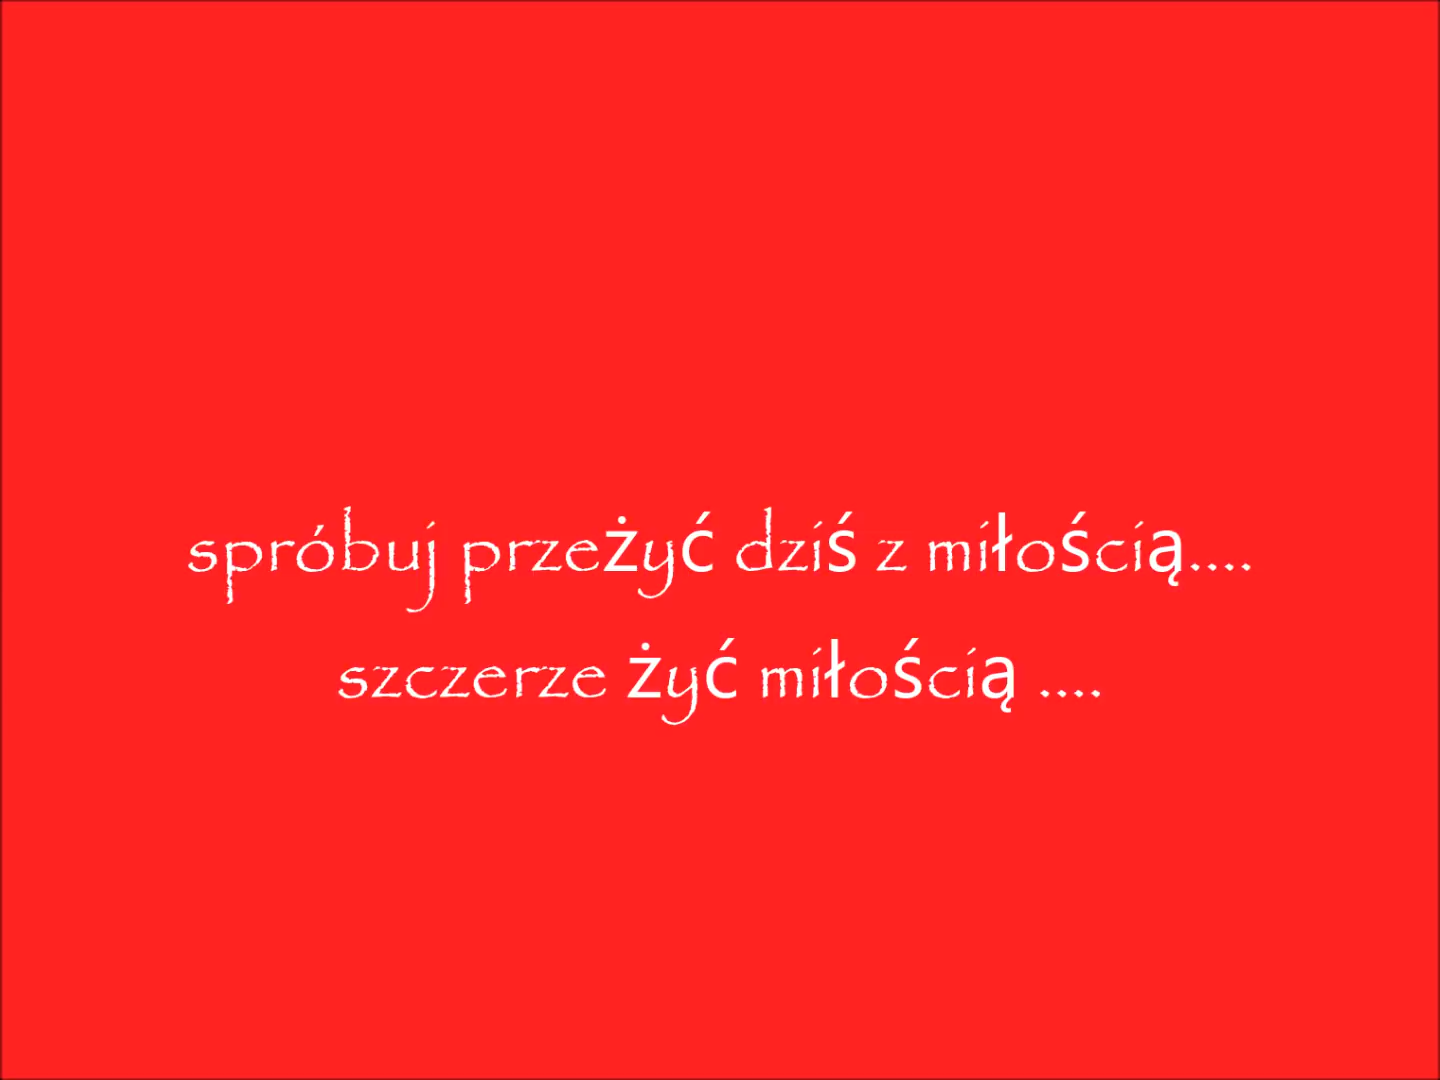 spróbuj przeżyć dziś z miłością....
szczerze żyć miłością ....